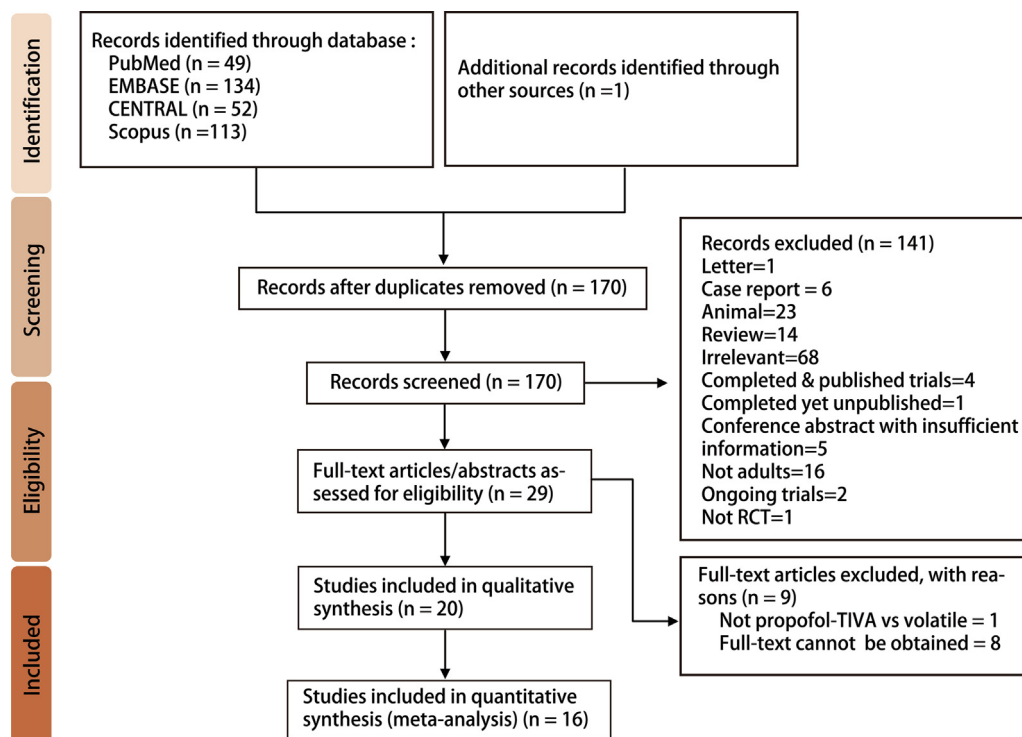 Identification
Records identified through database :
PubMed (n = 49)
EMBASE (n = 134)
CENTRAL (n = 52)
Scopus (n =113)
Additional records identified through
other sources (n =1)
Screening
Records after duplicates removed (n = 170)
Records screened (n = 170)
Records excluded (n = 141)
Letter=1
Case report = 6
Animal=23
Review=14
Irrelevant=68
Completed & published trials=4
Completed yet unpublished=1
Conference abstract with insufficient
information=5
Not adults=16
Ongoing trials=2
Not RCT=1
Eligibility
Full-text articles/abstracts as-
sessed for eligibility (n = 29)
Full-text articles excluded, with rea-
sons (n = 9)
Not propofol-TIVA vs volatile = 1
Full-text cannot be obtained = 8
Included
Studies included in qualitative
synthesis (n = 20)
Studies included in quantitative
synthesis (meta-analysis) (n = 16)